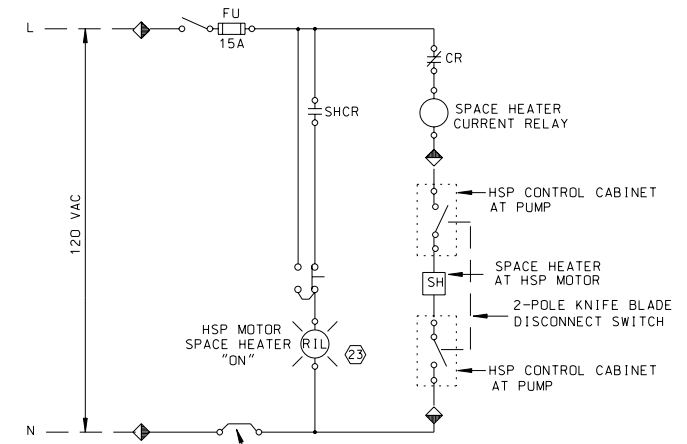 FU
L
15A
CR
SHCR
SPACE HEATER
CURRENT RELAY
HSP CONTROL CABINET
AT PUMP
120 VAC
SPACE HEATER
AT HSP MOTOR
SH
2-POLE KNIFE BLADE
DISCONNECT SWITCH
HSP MOTOR
SPACE HEATER
"ON"
RIL
23
HSP CONTROL CABINET
AT PUMP
N